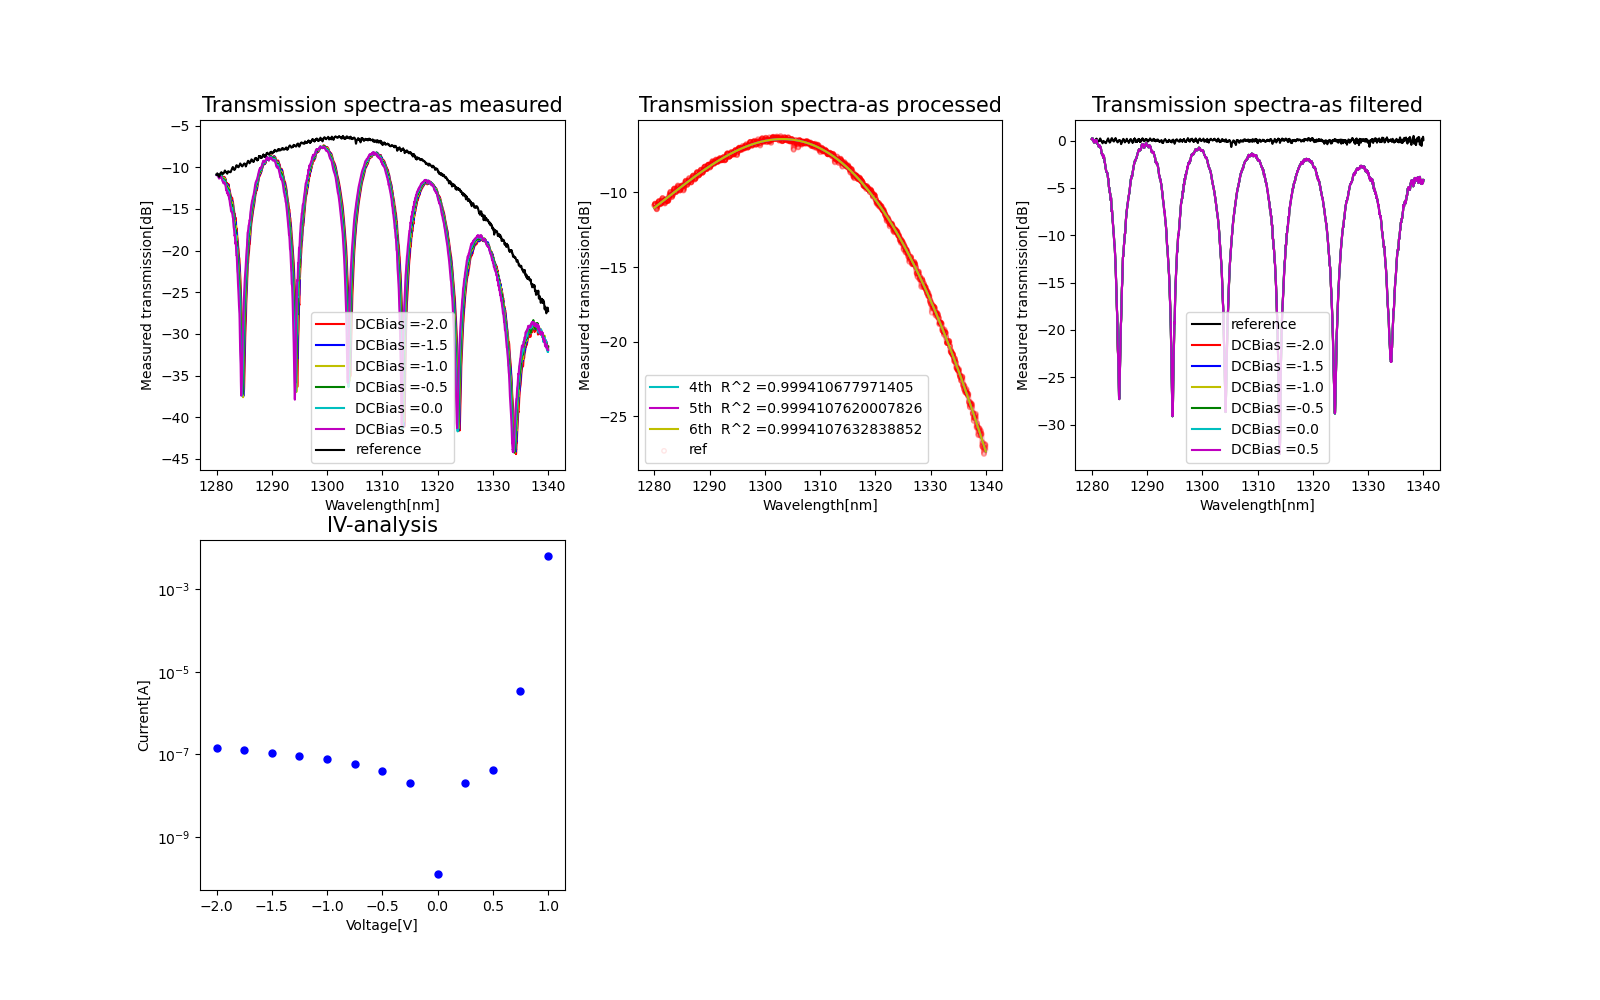 Transmission spectra-as measured
Measured transmission[dB]
−5
−10
−15
−20
−25
−30
−35
−40
−45
DCBias =-2.0
DCBias =-1.5
DCBias =-1.0
DCBias =-0.5
DCBias =0.0
DCBias =0.5
reference
1280 1290 1300 1310 1320 1330 1340
Wavelength[nm]
Transmission spectra-as processed
Measured transmission[dB]
−10
−15
−20
−25
4th R^2 =0.999410677971405
5th R^2 =0.9994107620007826
6th R^2 =0.9994107632838852
ref
1280 1290 1300 1310 1320 1330 1340
Wavelength[nm]
Transmission spectra-as filtered
Measured transmission[dB]
0
−5
−10
−15
−20
−25
−30
reference
DCBias =-2.0
DCBias =-1.5
DCBias =-1.0
DCBias =-0.5
DCBias =0.0
DCBias =0.5
1280 1290 1300 1310 1320 1330 1340
Wavelength[nm]
IV-analysis
Current[A]
10⁻³
10⁻⁵
10⁻⁷
10⁻⁹
−2.0 −1.5 −1.0 −0.5 0.0 0.5 1.0
Voltage[V]